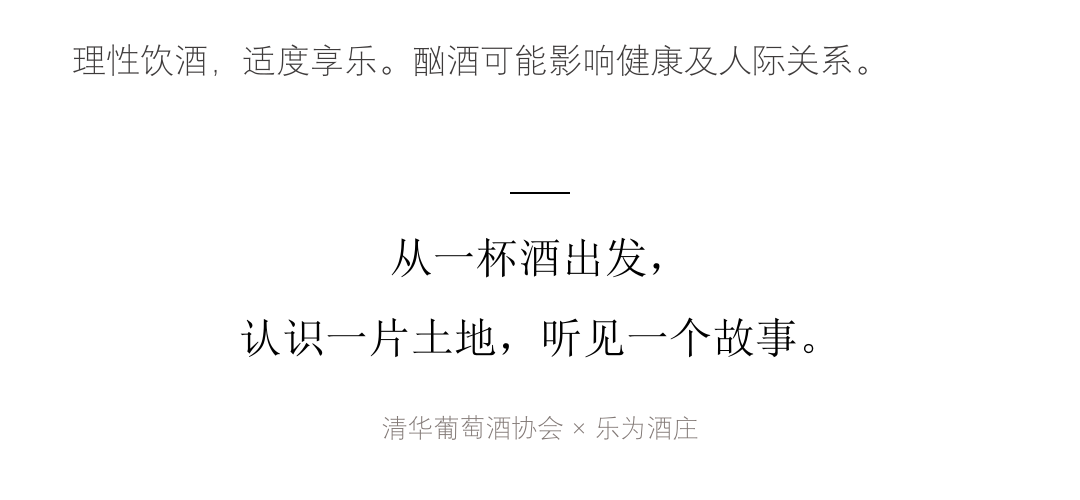 理性饮酒，适度享乐。酗酒可能影响健康及人际关系。
从一杯酒出发，
认识一片土地，听见一个故事。
清华葡萄酒协会 × 乐为酒庄